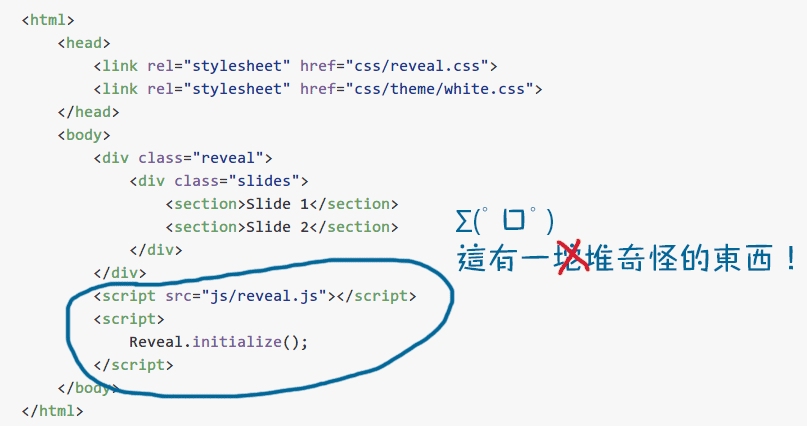 <html>
<head>
<link rel="stylesheet" href="css/reveal.css">
<link rel="stylesheet" href="css/theme/white.css">
</head>
<body>
<div class="reveal">
<div class="slides">
<section>Slide 1</section>
<section>Slide 2</section>
</div>
</div>
<script src="js/reveal.js"></script>
<script>
Reveal.initialize();
</script>
</body>
</html>
Σ(ﾟ口ﾟ)
這有一堆奇怪的東西！